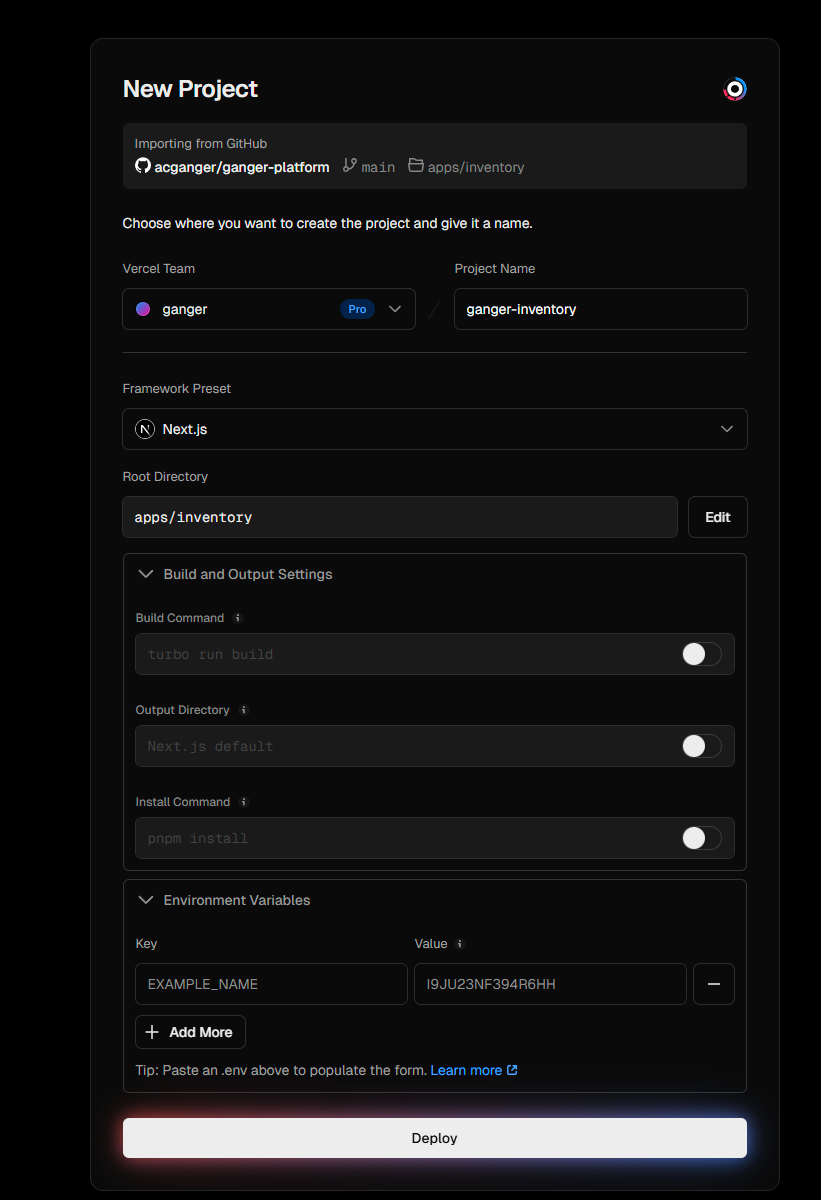 New Project
Importing from GitHub
acganger/ganger-platform main apps/inventory
Choose where you want to create the project and give it a name.
Vercel Team Project Name
ganger Pro / ganger-inventory
Framework Preset
Next.js
Root Directory
apps/inventory Edit
Build and Output Settings
Build Command
turbo run build
Output Directory
Next.js default
Install Command
pnpm install
Environment Variables
Key Value
EXAMPLE_NAME I9JU23NF394R6HH
Add More
Tip: Paste an .env above to populate the form. Learn more
Deploy